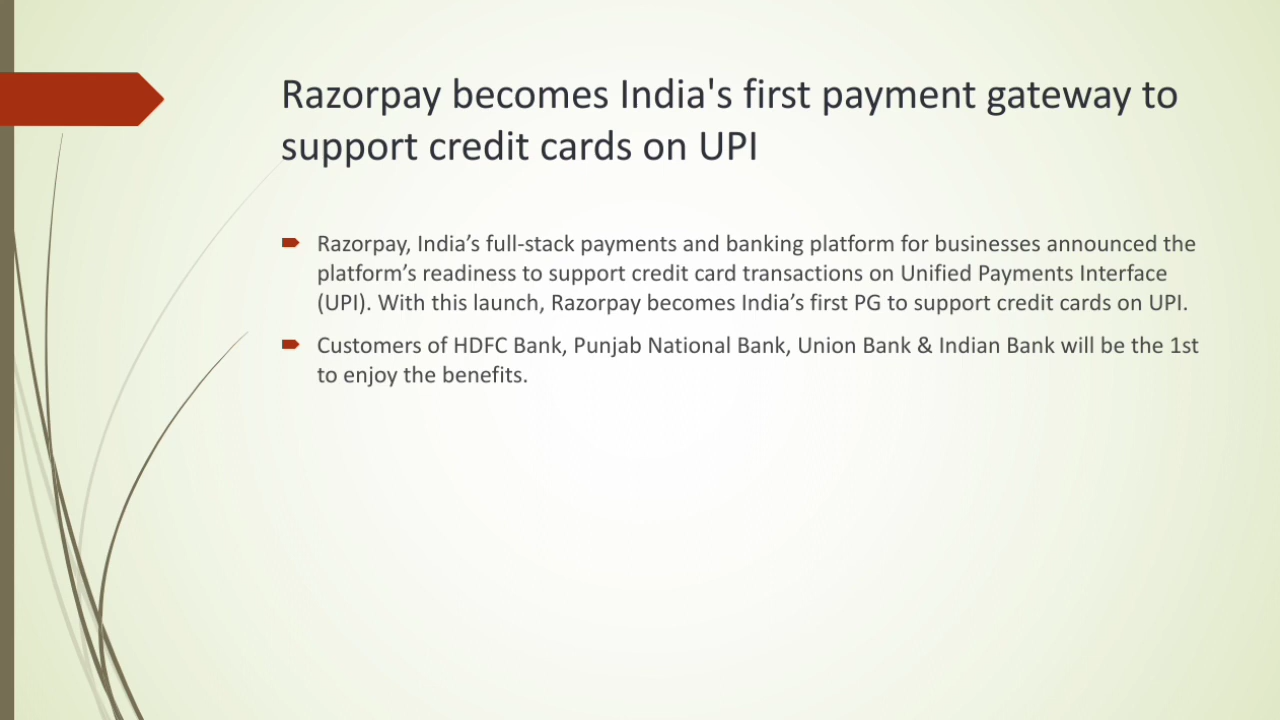 Razorpay becomes India's first payment gateway to
support credit cards on UPI
Razorpay, India’s full-stack payments and banking platform for businesses announced the
platform’s readiness to support credit card transactions on Unified Payments Interface
(UPI). With this launch, Razorpay becomes India’s first PG to support credit cards on UPI.
Customers of HDFC Bank, Punjab National Bank, Union Bank & Indian Bank will be the 1st
to enjoy the benefits.